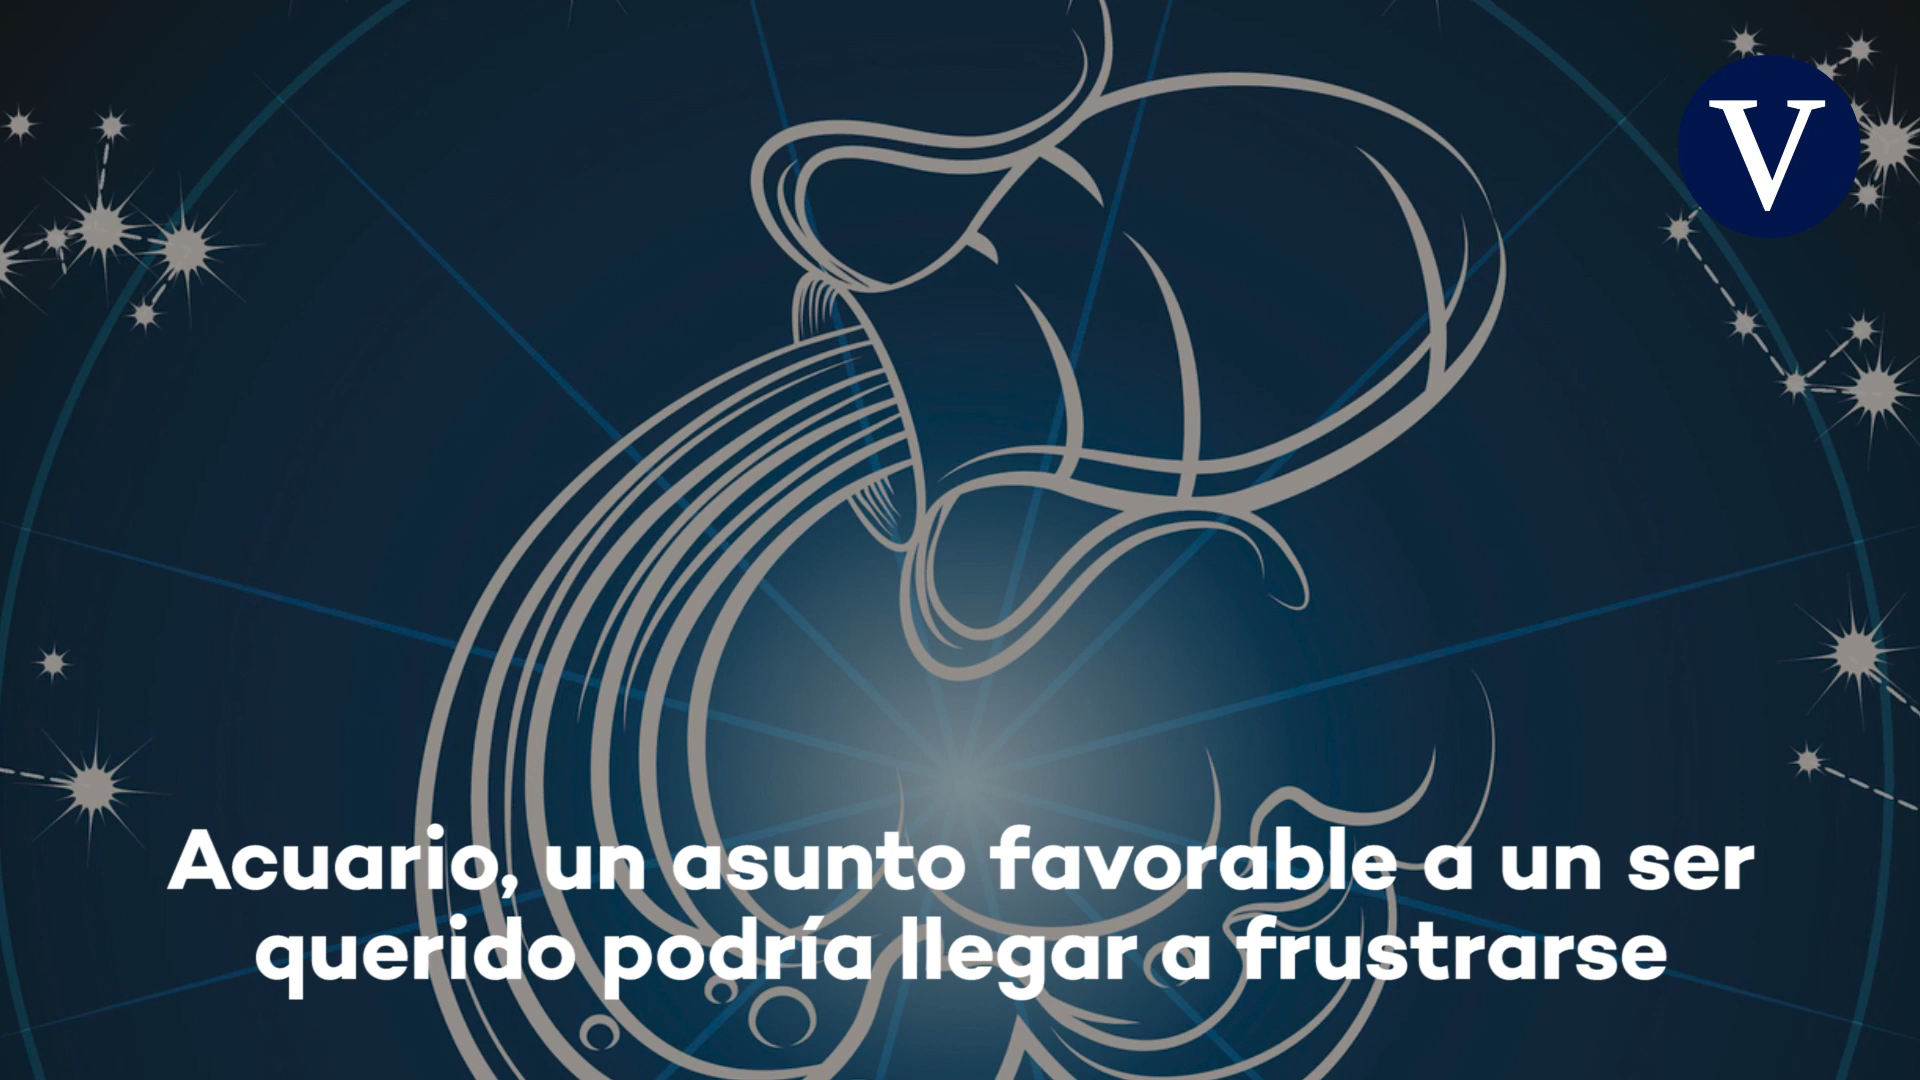 V
Acuario, un asunto favorable a un ser
querido podría llegar a frustrarse